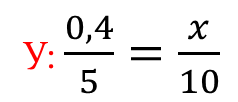 y: 0,4/5 = x/10